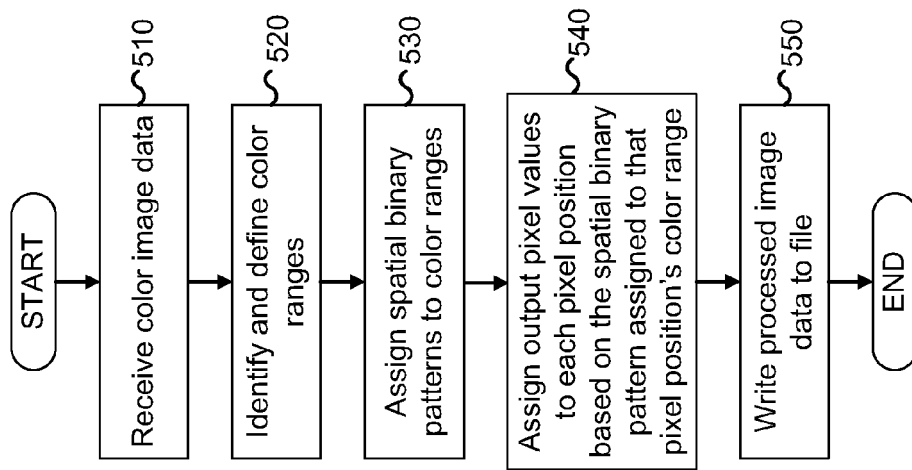 START
Receive color image data
510
Identify and define color
ranges
520
Assign spatial binary
patterns to color ranges
530
Assign output pixel values
to each pixel position
based on the spatial binary
pattern assigned to that
pixel position's color range
540
Write processed image
data to file
550
END